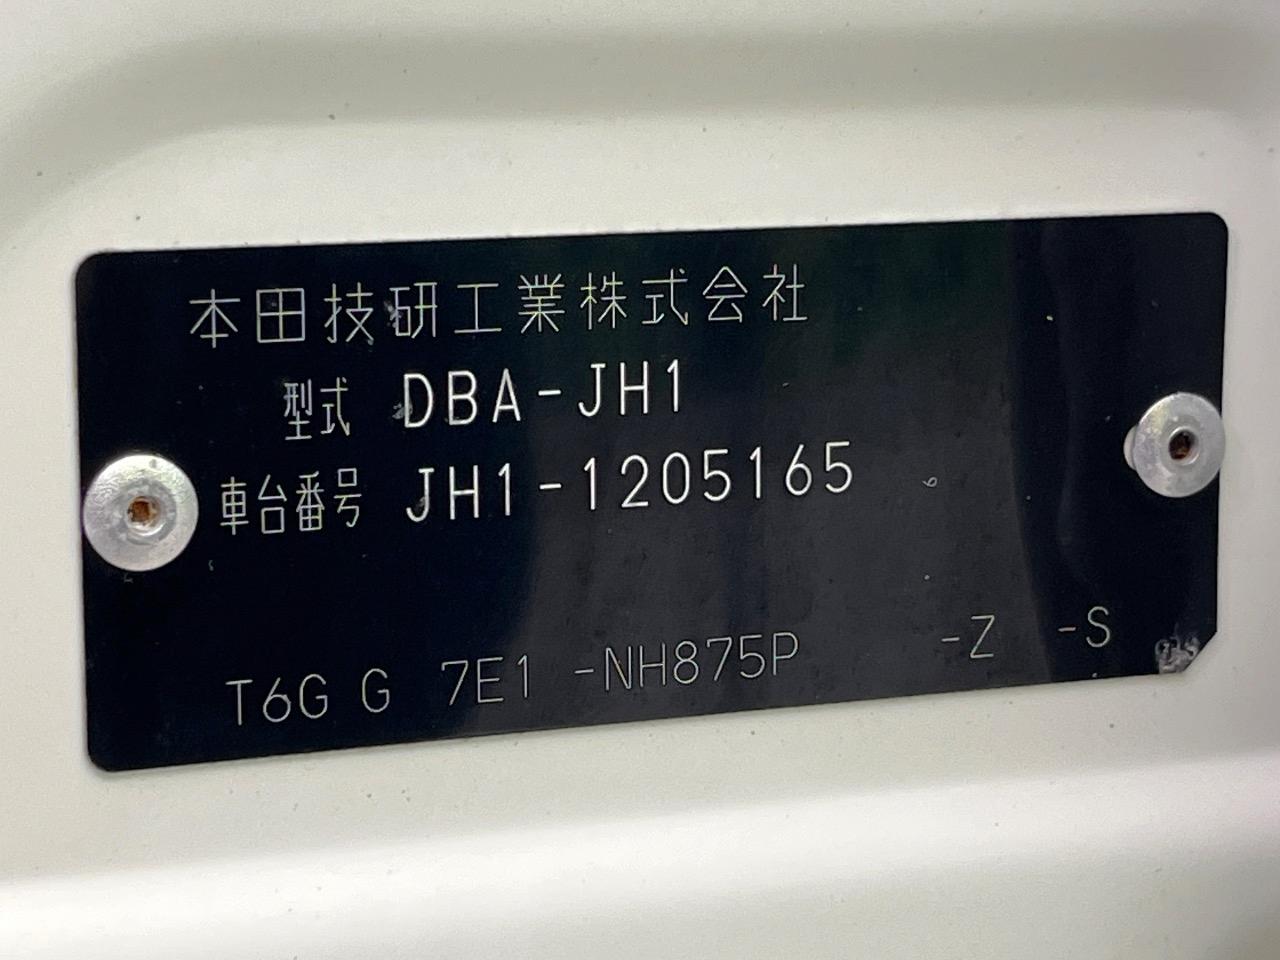 本田技研工業株式会社
型式 DBA-JH1
車台番号 JH1-1205165
T6G G 7E1 -NH875P -Z -S